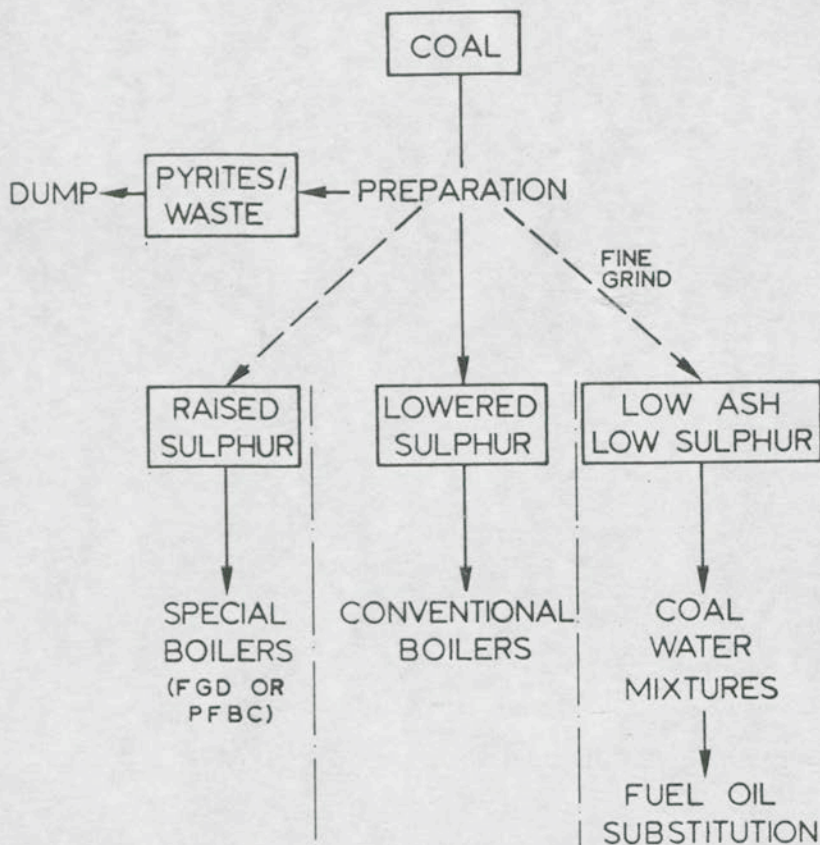 COAL
DUMP
PYRITES/
WASTE
PREPARATION
FINE
GRIND
RAISED
SULPHUR
LOWERED
SULPHUR
LOW ASH
LOW SULPHUR
SPECIAL
BOILERS
(FGD OR
PFBC)
CONVENTIONAL
BOILERS
COAL
WATER
MIXTURES
FUEL OIL
SUBSTITUTION